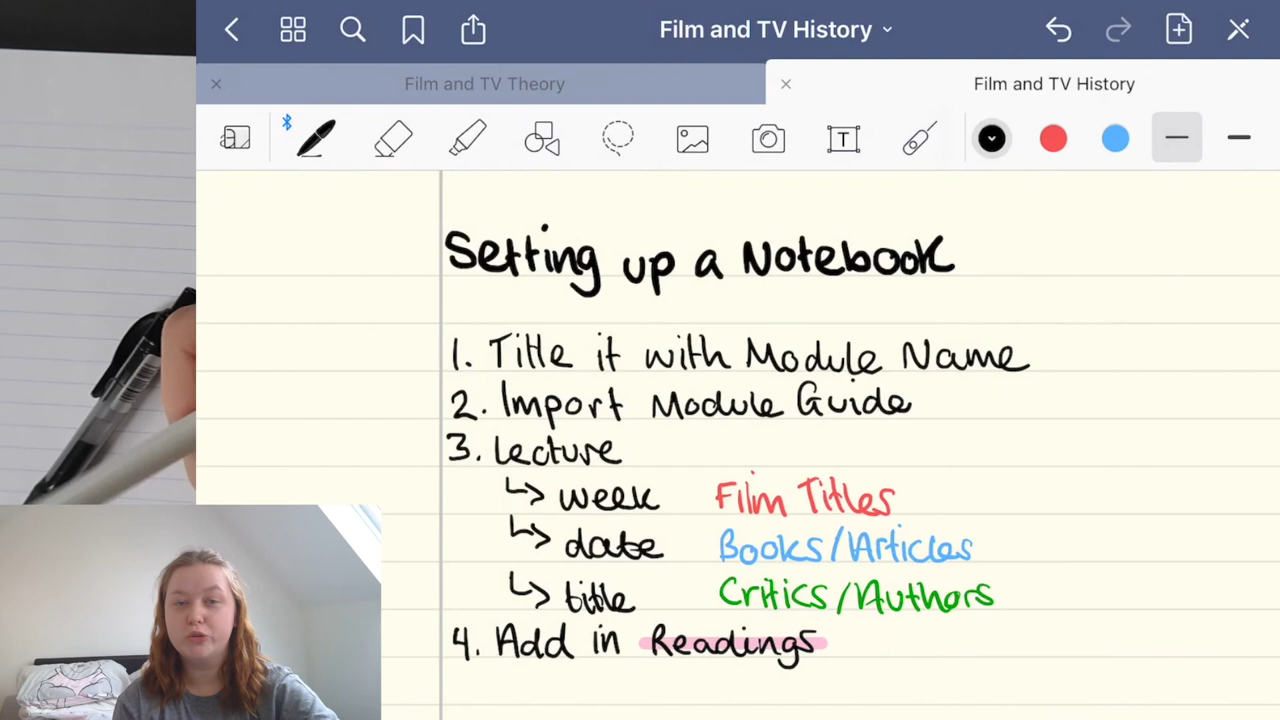 Film and TV History
Film and TV Theory
Film and TV History
T
Setting up a Notebook
1. Title it with Module Name
2. Import Module Guide
3. Lecture
↳ week Film Titles
↳ date Books/Articles
↳ title Critics/Authors
4. Add in Readings